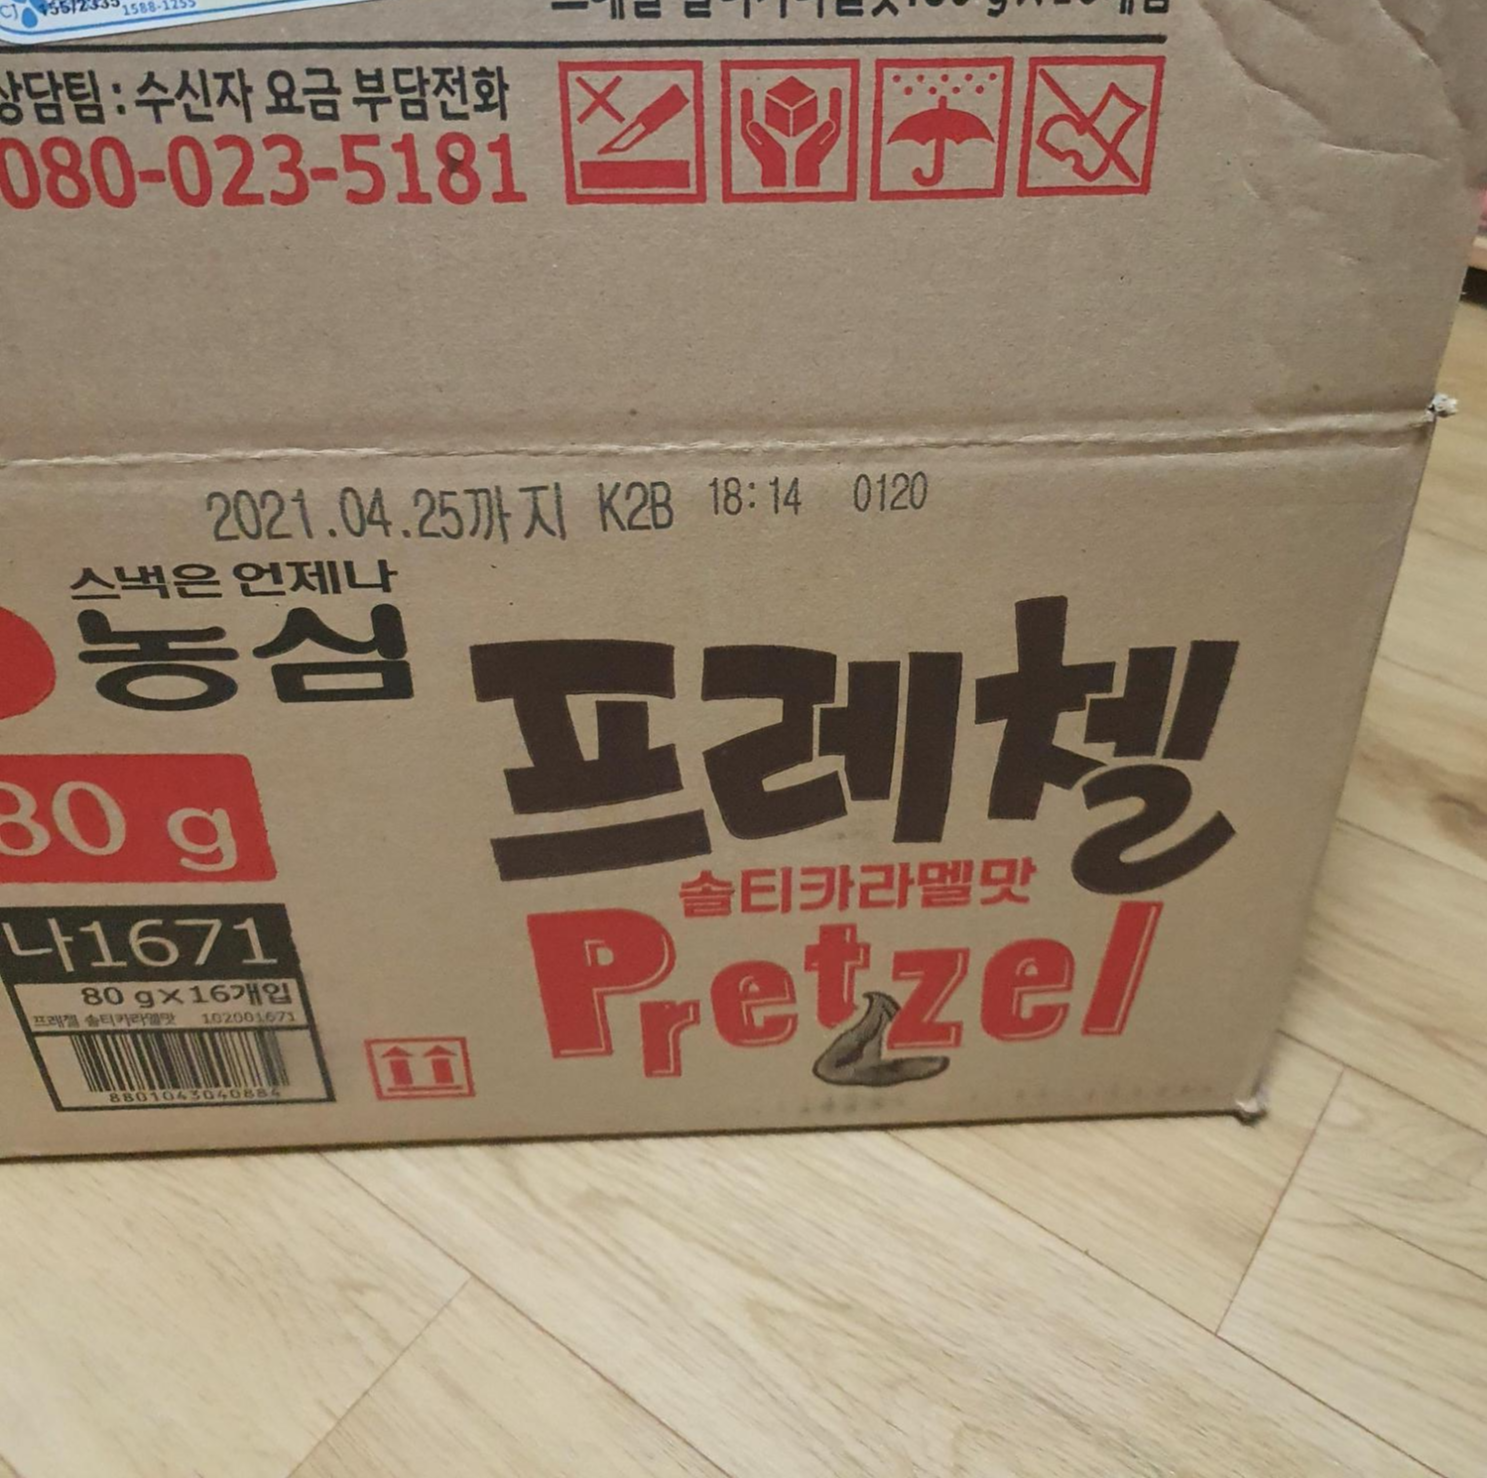 1588-1255
상담팀 : 수신자 요금 부담전화
080-023-5181
2021.04.25까지 K2B 18:14 0120
스낵은 언제나
농심
프레첼
80 g
솔티카라멜맛
Pretzel
나1671
80 g×16개입
프레첼 솔티카라멜맛 102001671
8801043040884